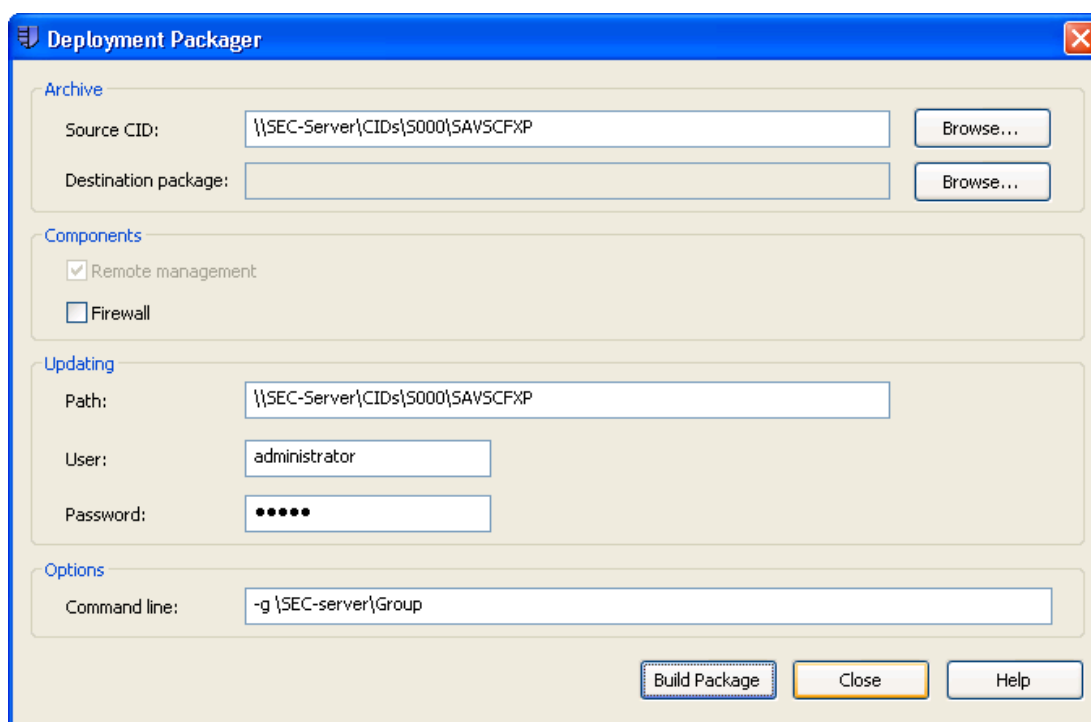 Deployment Packager
Archive
Source CID: \\SEC-Server\CIDs\S000\SAVSCFXP Browse...
Destination package: Browse...
Components
Remote management
Firewall
Updating
Path: \\SEC-Server\CIDs\S000\SAVSCFXP
User: administrator
Password: •••••
Options
Command line: -g \SEC-server\Group
Build Package Close Help